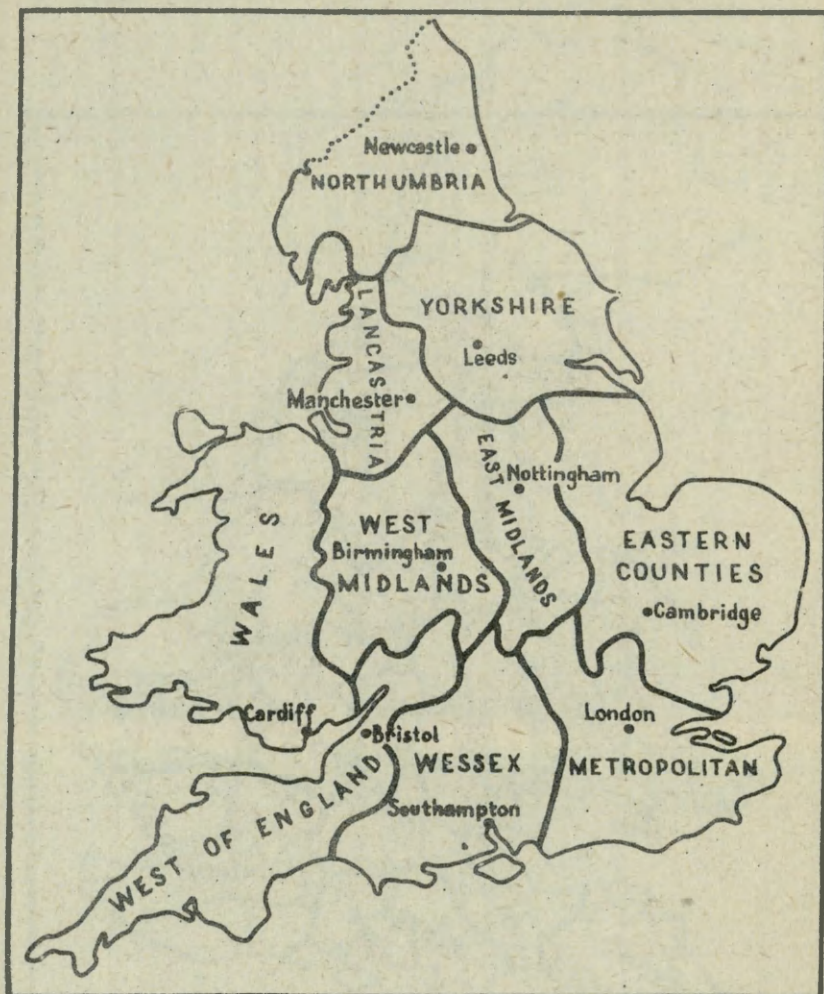 Newcastle
NORTHUMBRIA
LANCASTRIA
YORKSHIRE
Leeds
Manchester
EAST MIDLANDS
Nottingham
WALES
WEST
Birmingham
MIDLANDS
EASTERN
COUNTIES
Cambridge
Cardiff
Bristol
London
WESSEX
METROPOLITAN
WEST OF ENGLAND
Southampton